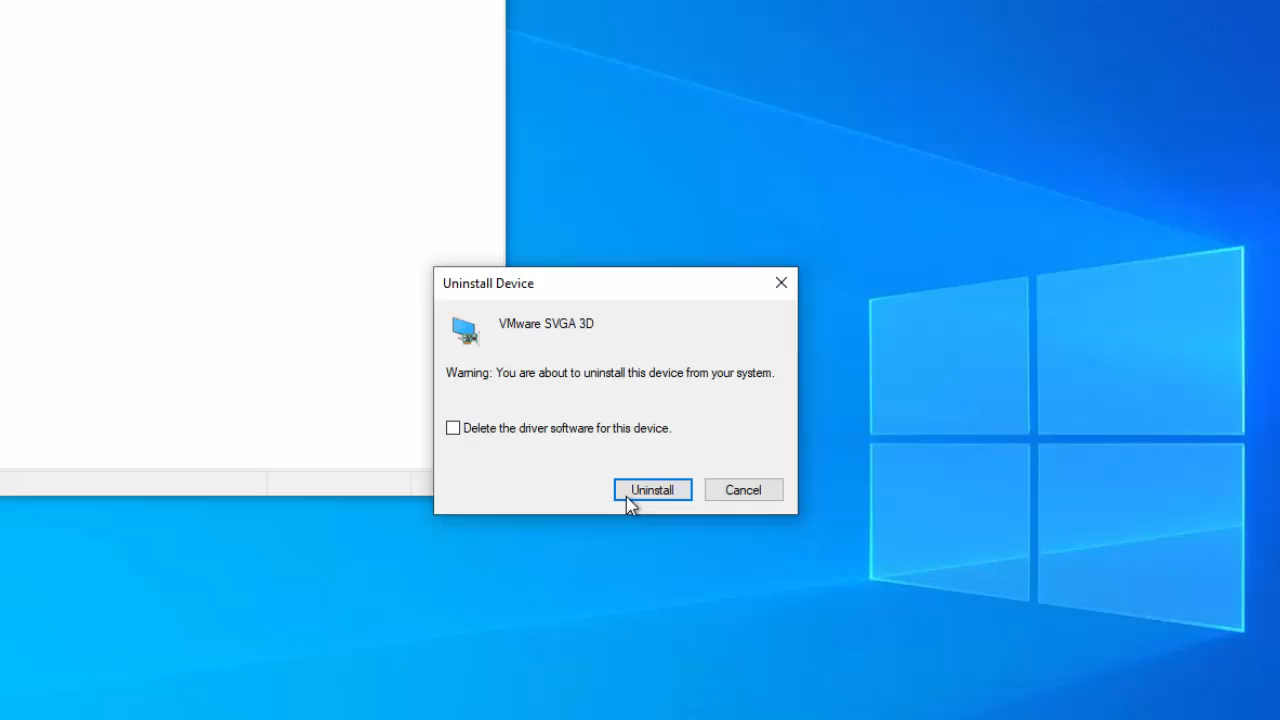 Uninstall Device
VMware SVGA 3D
Warning: You are about to uninstall this device from your system.
Delete the driver software for this device.
Uninstall
Cancel